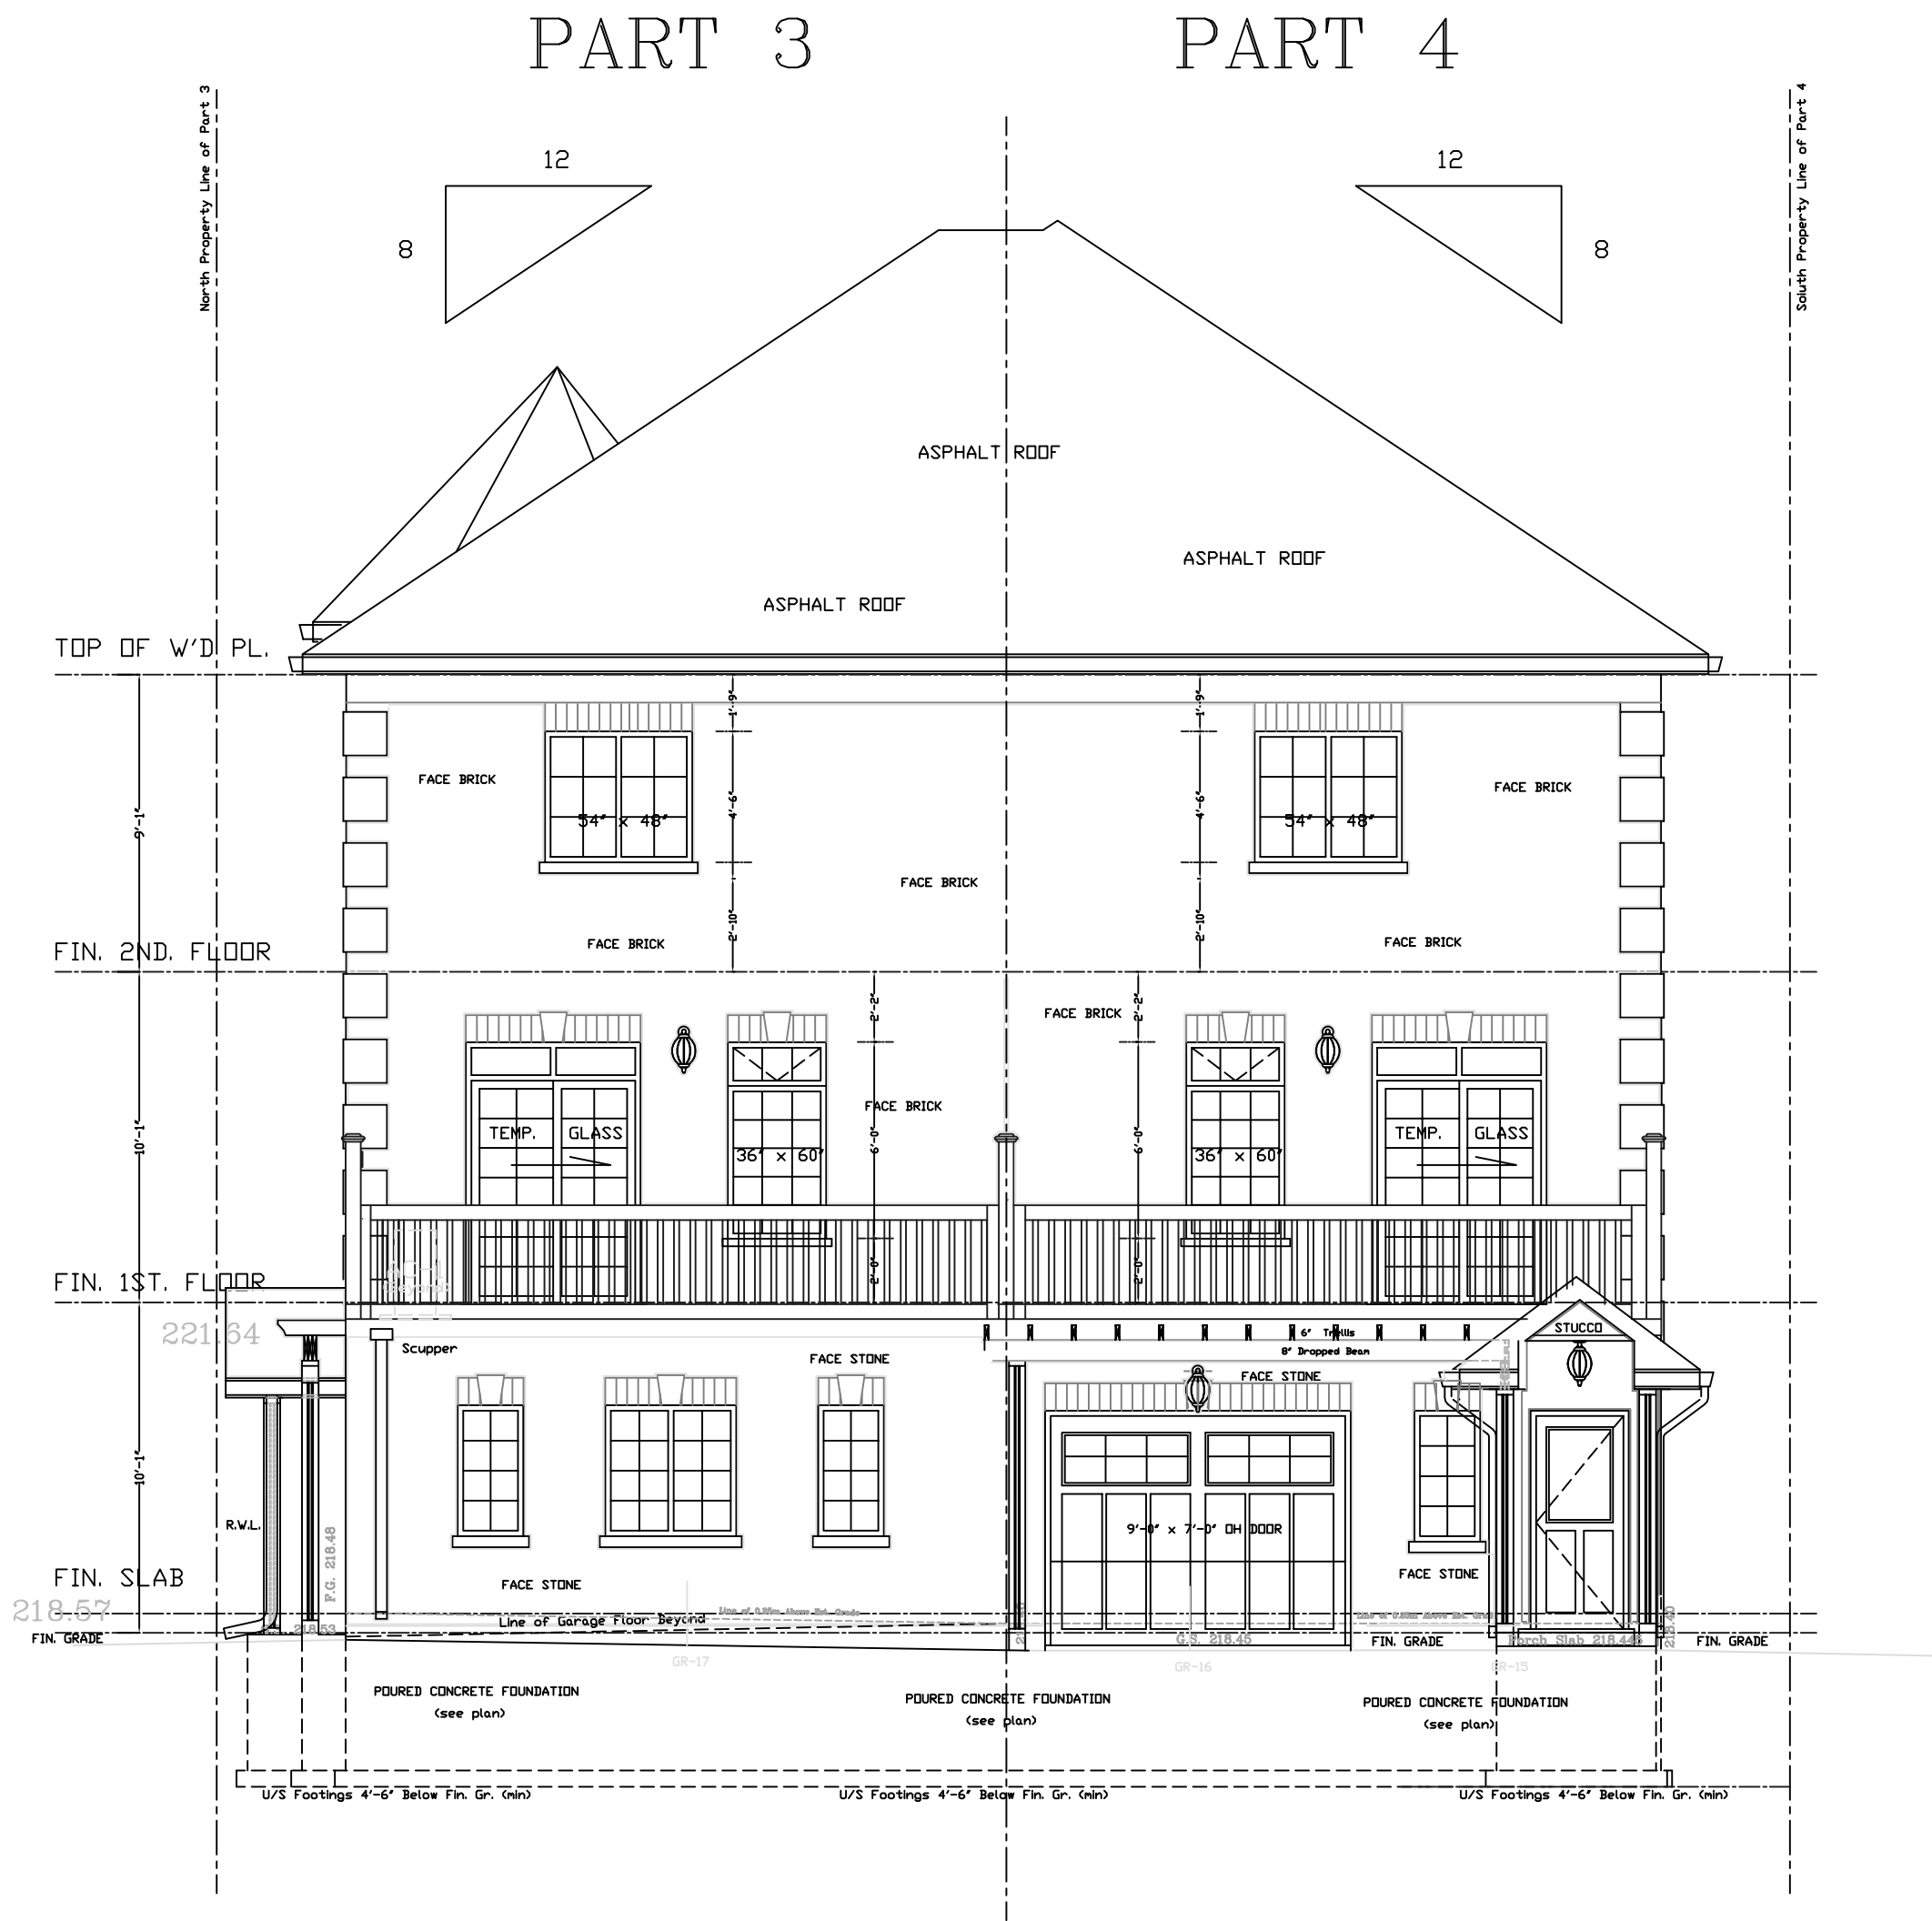 PART 3 PART 4
North Property Line of Part 3
Soluth Property Line of Part 4
12 12
8 8
ASPHALT ROOF
ASPHALT ROOF
ASPHALT ROOF
TOP OF W'D PL.
1'-9" 1'-9"
FACE BRICK FACE BRICK
9'-1" 4'-6" 4'-6"
54" x 48" 54" x 48"
FACE BRICK
2'-10" 2'-10"
FACE BRICK FACE BRICK
FIN. 2ND. FLOOR
2'-2" FACE BRICK 2'-2"
FACE BRICK
10'-1" TEMP. GLASS 6'-0" 6'-0" TEMP. GLASS
36" x 60" 36" x 60"
2'-0" 2'-0"
Beyond
FIN. 1ST. FLOOR
STUCCO
221.64 6" Trellis
Scupper 8" Dropped Beam
FACE STONE
FACE STONE
10'-1"
R.W.L.
9'-0" x 7'-0" OH DOOR
F.G. 218.48
FACE STONE
FIN. SLAB FACE STONE
218.57
Line of Garage Floor Beyond
218.53
218.40
FIN. GRADE G.S. 218.45 FIN. GRADE Porch Slab FIN. GRADE
GR-17 GR-16 GR-15
POURED CONCRETE FOUNDATION
(see plan)
POURED CONCRETE FOUNDATION
(see plan)
POURED CONCRETE FOUNDATION
(see plan)
U/S Footings 4'-6" Below Fin. Gr. (min) U/S Footings 4'-6" Below Fin. Gr. (min) U/S Footings 4'-6" Below Fin. Gr. (min)